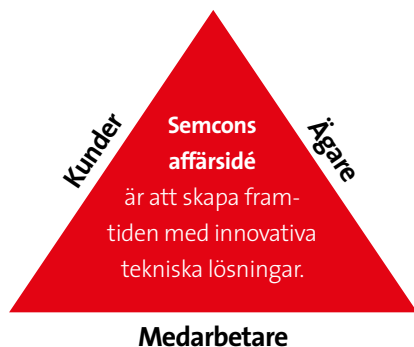 Kunder
Ägare
Semcons
affärsidé
är att skapa fram-
tiden med innovativa
tekniska lösningar.
Medarbetare